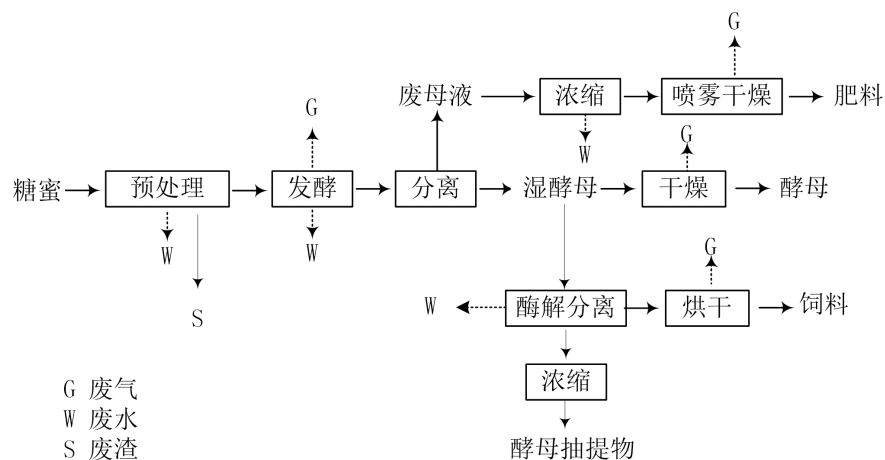 G
G
废母液
浓缩
喷雾干燥
肥料
W
G
糖蜜
预处理
发酵
分离
湿酵母
干燥
酵母
W
W
G
S
W
酶解分离
烘干
饲料
浓缩
G 废气
W 废水
S 废渣
酵母抽提物